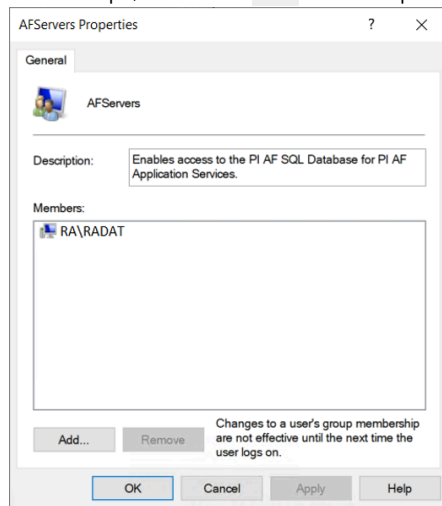 AFServers Properties ? ×
General
AFServers
Description:
Enables access to the PI AF SQL Database for PI AF
Application Services.
Members:
RA\RADAT
Add...
Remove
Changes to a user's group membership
are not effective until the next time the
user logs on.
OK Cancel Apply Help